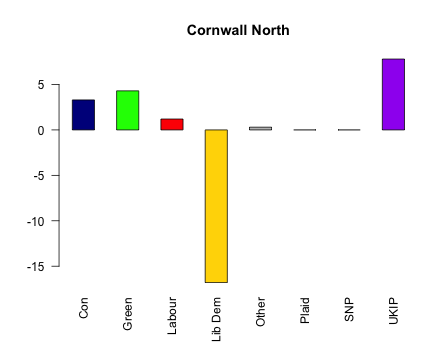 Cornwall North
5
0
-5
-10
-15
Con
Green
Labour
Lib Dem
Other
Plaid
SNP
UKIP